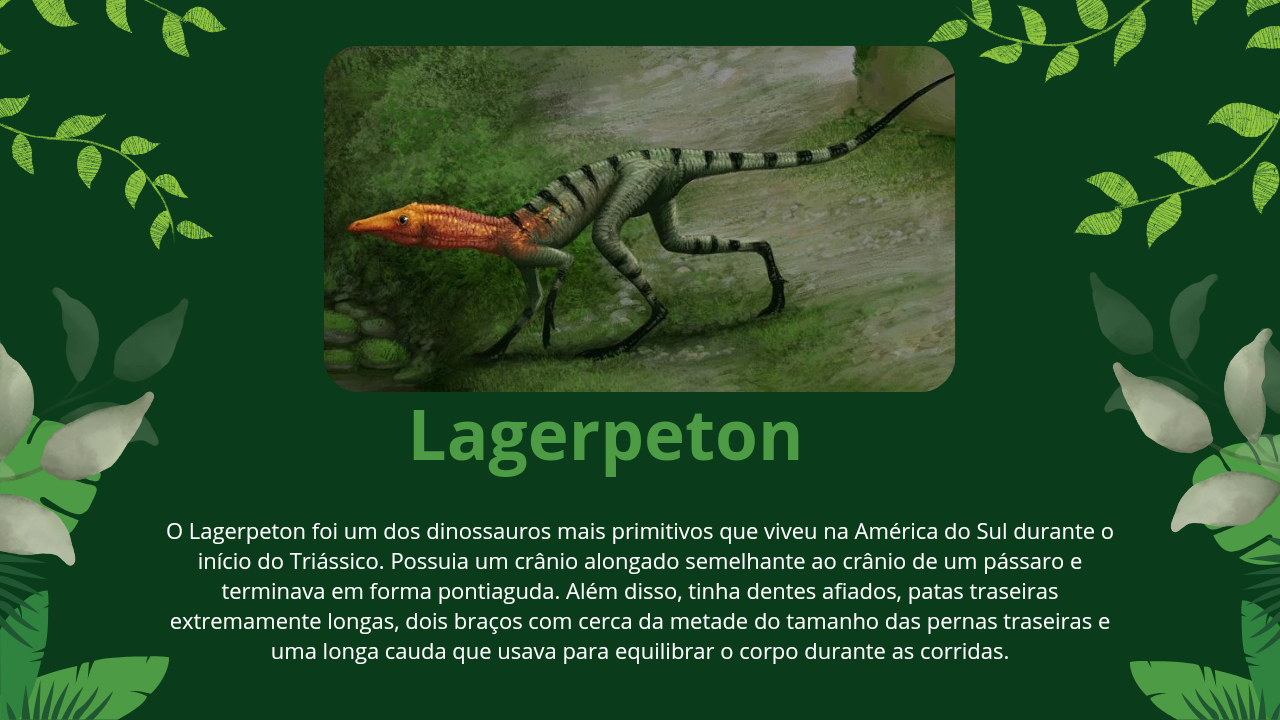 Lagerpeton
O Lagerpeton foi um dos dinossauros mais primitivos que viveu na América do Sul durante o
início do Triássico. Possuia um crânio alongado semelhante ao crânio de um pássaro e
terminava em forma pontiaguda. Além disso, tinha dentes afiados, patas traseiras
extremamente longas, dois braços com cerca da metade do tamanho das pernas traseiras e
uma longa cauda que usava para equilibrar o corpo durante as corridas.